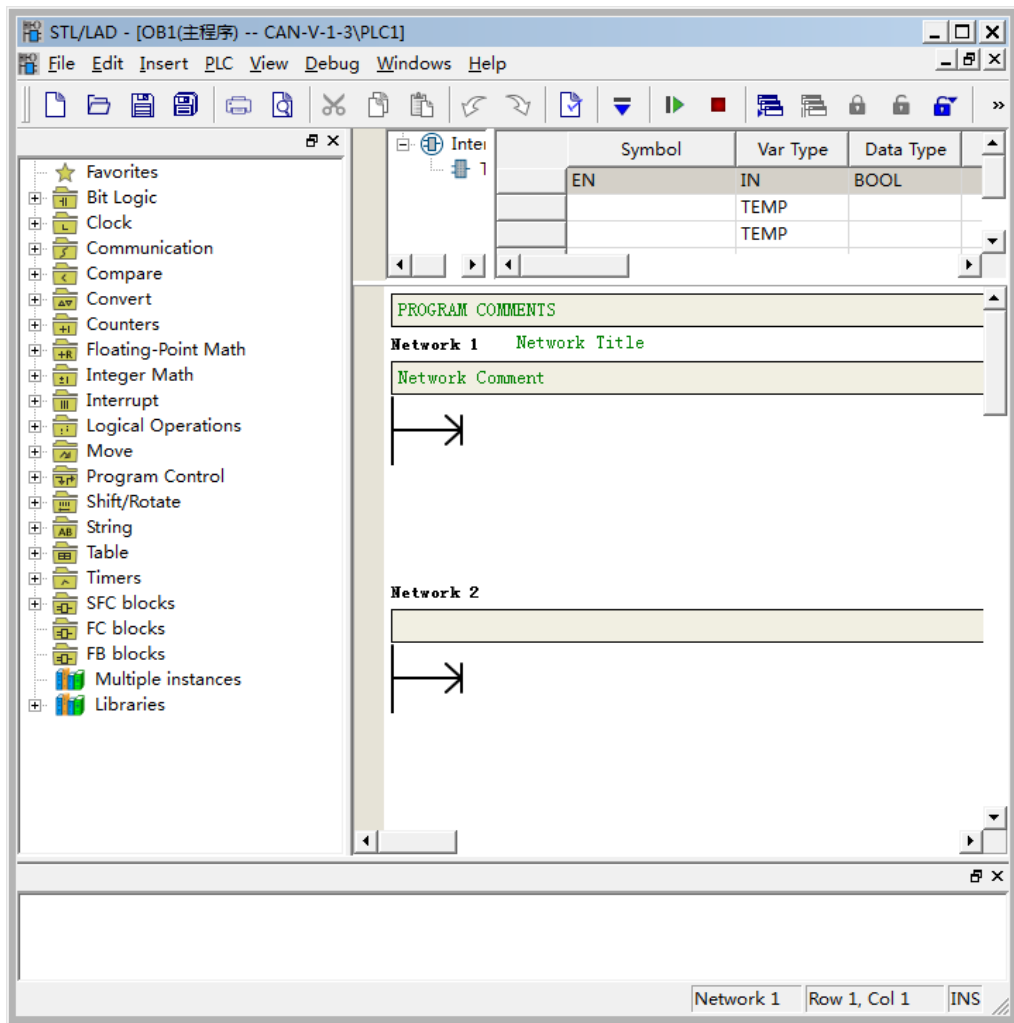 STL/LAD - [OB1(主程序) -- CAN-V-1-3\PLC1]
File Edit Insert PLC View Debug Windows Help
Favorites
Bit Logic
Clock
Communication
Compare
Convert
Counters
Floating-Point Math
Integer Math
Interrupt
Logical Operations
Move
Program Control
Shift/Rotate
String
Table
Timers
SFC blocks
FC blocks
FB blocks
Multiple instances
Libraries
Symbol Var Type Data Type
EN IN BOOL
TEMP
TEMP
PROGRAM COMMENTS
Network 1 Network Title
Network Comment
Network 2
Network 1 Row 1, Col 1 INS